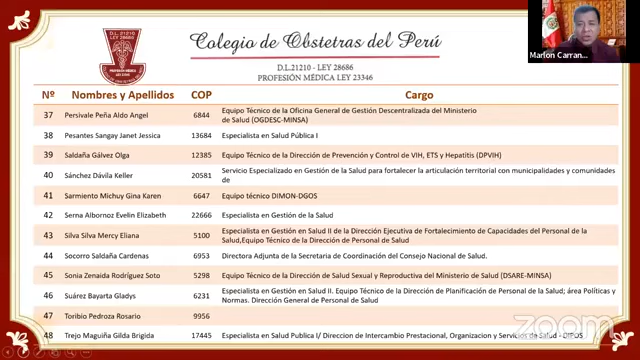 D.L. 21210
LEY 28686
Colegio de Obstetras del Perú
D.L.21210 - LEY 28686
PROFESIÓN MÉDICA LEY 23346
Marlon Carran...
Nº Nombres y Apellidos COP Cargo
37 Persivale Peña Aldo Angel 6844 Equipo Técnico de la Oficina General de Gestión Descentralizada del Ministerio
de Salud (OGDESC-MINSA)
38 Pesantes Sangay Janet Jessica 13684 Especialista en Salud Pública I
39 Saldaña Gálvez Olga 12385 Equipo Técnico de la Dirección de Prevención y Control de VIH, ETS y Hepatitis (DPVIH)
40 Sánchez Dávila Keller 20581 Servicio Especializado en Gestión de la Salud para fortalecer la articulación territorial con municipalidades y comunidades
de
41 Sarmiento Michuy Gina Karen 6647 Equipo técnico DIMON-DGOS
42 Serna Albornoz Evelin Elizabeth 22666 Especialista en Gestión de la Salud
43 Silva Silva Mercy Eliana 5100 Especialista en Gestión en Salud II de la Dirección Ejecutiva de Fortalecimiento de Capacidades del Personal de la
Salud,Equipo Técnico de la Dirección de Personal de Salud
44 Socorro Saldaña Cardenas 6953 Directora Adjunta de la Secretaria de Coordinación del Consejo Nacional de Salud.
45 Sonia Zenaida Rodríguez Soto 5298 Equipo Técnico de la Dirección de Salud Sexual y Reproductiva del Ministerio de Salud (DSARE-MINSA)
46 Suárez Bayarta Gladys 6231 Especialista en Gestión en Salud II. Equipo Técnico de la Dirección de Planificación de Personal de la Salud; área Políticas y
Normas. Dirección General de Personal de Salud
47 Toribio Pedroza Rosario 9956
48 Trejo Maguiña Gilda Brigida 17445 Especialista en Salud Publica I/ Direccion de Intercambio Prestacional, Organizacion y Servicios de Salud - DIPOS
zoom